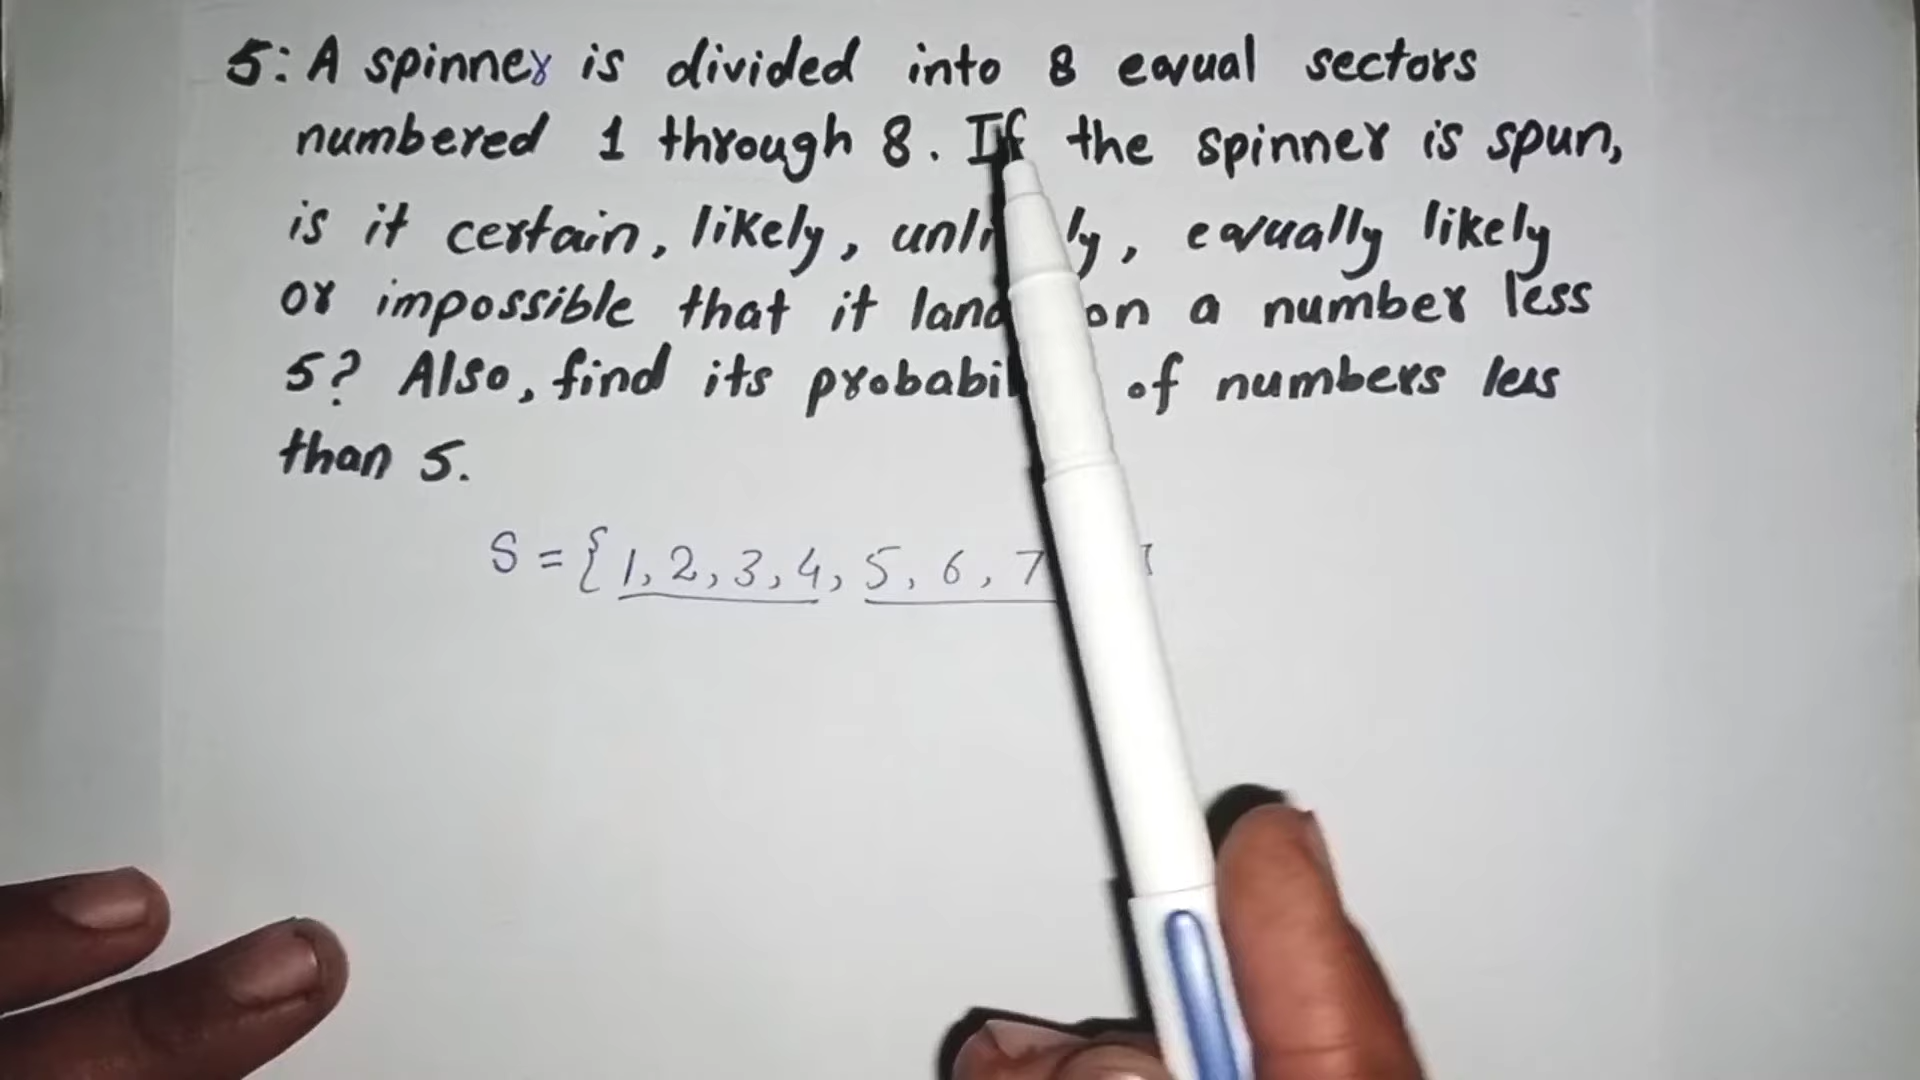 5: A spinner is divided into 8 equal sectors
numbered 1 through 8. If the spinner is spun,
is it certain, likely, unlikely, equally likely
or impossible that it land on a number less
5? Also, find its probabi of numbers less
than 5.
S = { 1, 2, 3, 4, 5, 6, 7